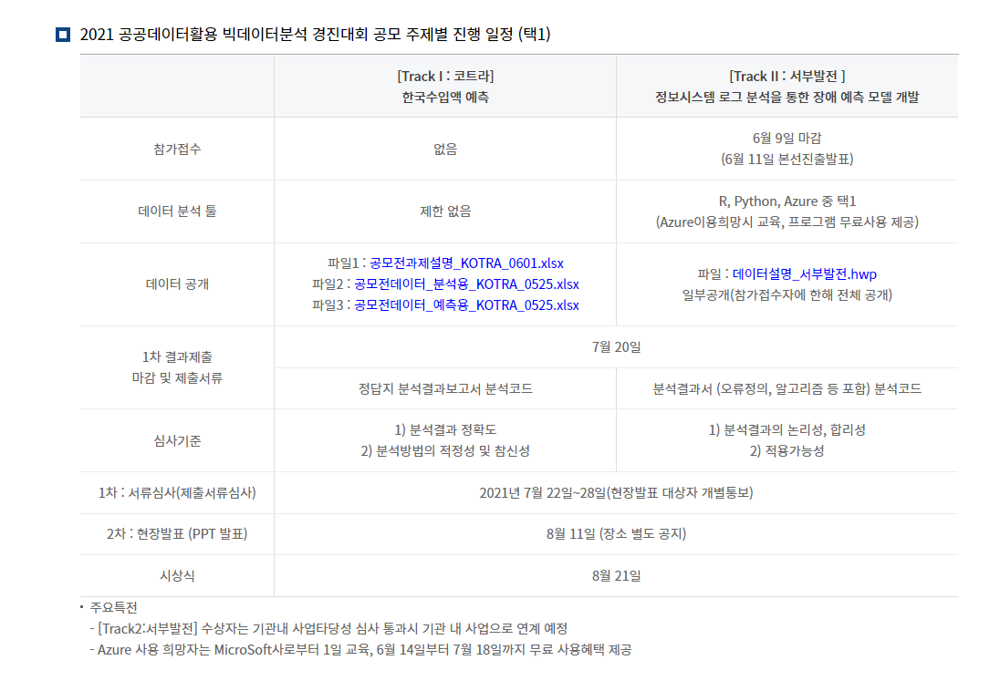 2021 공공데이터활용 빅데이터분석 경진대회 공모 주제별 진행 일정 (택1)
[Track I : 코트라]
한국수입액 예측
[Track II : 서부발전 ]
정보시스템 로그 분석을 통한 장애 예측 모델 개발
참가접수
없음
6월 9일 마감
(6월 11일 본선진출발표)
데이터 분석 툴
제한 없음
R, Python, Azure 중 택1
(Azure이용희망시 교육, 프로그램 무료사용 제공)
데이터 공개
파일1 : 공모전과제설명_KOTRA_0601.xlsx
파일2 : 공모전데이터_분석용_KOTRA_0525.xlsx
파일3 : 공모전데이터_예측용_KOTRA_0525.xlsx
파일 : 데이터설명_서부발전.hwp
일부공개(참가접수자에 한해 전체 공개)
1차 결과제출
마감 및 제출서류
7월 20일
정답지 분석결과보고서 분석코드
분석결과서 (오류정의, 알고리즘 등 포함) 분석코드
심사기준
1) 분석결과 정확도
2) 분석방법의 적정성 및 참신성
1) 분석결과의 논리성, 합리성
2) 적용가능성
1차 : 서류심사(제출서류심사)
2021년 7월 22일~28일(현장발표 대상자 개별통보)
2차 : 현장발표 (PPT 발표)
8월 11일 (장소 별도 공지)
시상식
8월 21일
▪ 주요특전
- [Track2:서부발전] 수상자는 기관내 사업타당성 심사 통과시 기관 내 사업으로 연계 예정
- Azure 사용 희망자는 MicroSoft사로부터 1일 교육, 6월 14일부터 7월 18일까지 무료 사용혜택 제공